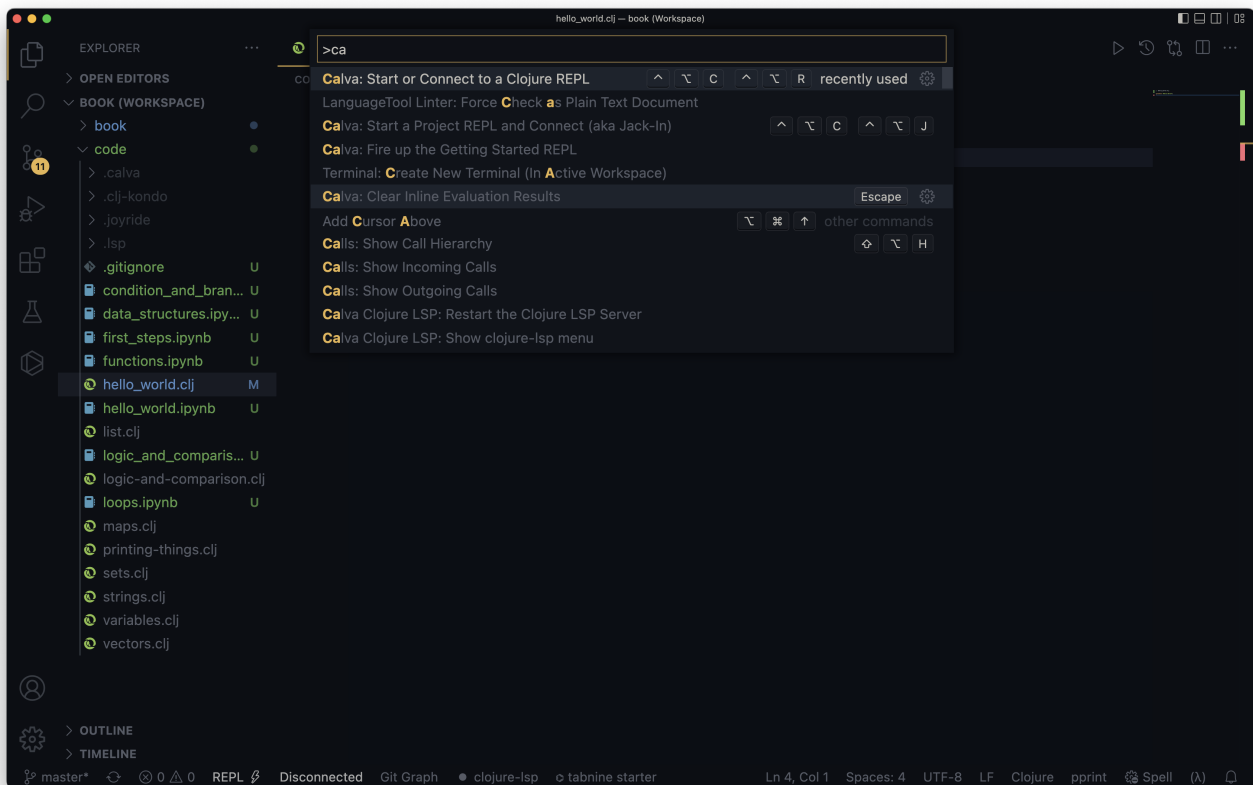 hello_world.clj — book (Workspace)
EXPLORER
OPEN EDITORS
BOOK (WORKSPACE)
book
code
.calva
.clj-kondo
.joyride
.lsp
.gitignore U
condition_and_bran... U
data_structures.ipy... U
first_steps.ipynb U
functions.ipynb U
hello_world.clj M
hello_world.ipynb U
list.clj
logic_and_comparis... U
logic-and-comparison.clj
loops.ipynb U
maps.clj
printing-things.clj
sets.clj
strings.clj
variables.clj
vectors.clj
OUTLINE
TIMELINE
11
>ca
Calva: Start or Connect to a Clojure REPL ^ ⌥ C ^ ⌥ R recently used
LanguageTool Linter: Force Check as Plain Text Document
Calva: Start a Project REPL and Connect (aka Jack-In) ^ ⌥ C ^ ⌥ J
Calva: Fire up the Getting Started REPL
Terminal: Create New Terminal (In Active Workspace)
Calva: Clear Inline Evaluation Results Escape
Add Cursor Above ⌥ ⌘ ↑ other commands
Calls: Show Call Hierarchy ⇧ ⌥ H
Calls: Show Incoming Calls
Calls: Show Outgoing Calls
Calva Clojure LSP: Restart the Clojure LSP Server
Calva Clojure LSP: Show clojure-lsp menu
master* 0 0 REPL Disconnected Git Graph clojure-lsp tabnine starter Ln 4, Col 1 Spaces: 4 UTF-8 LF Clojure pprint Spell (λ)